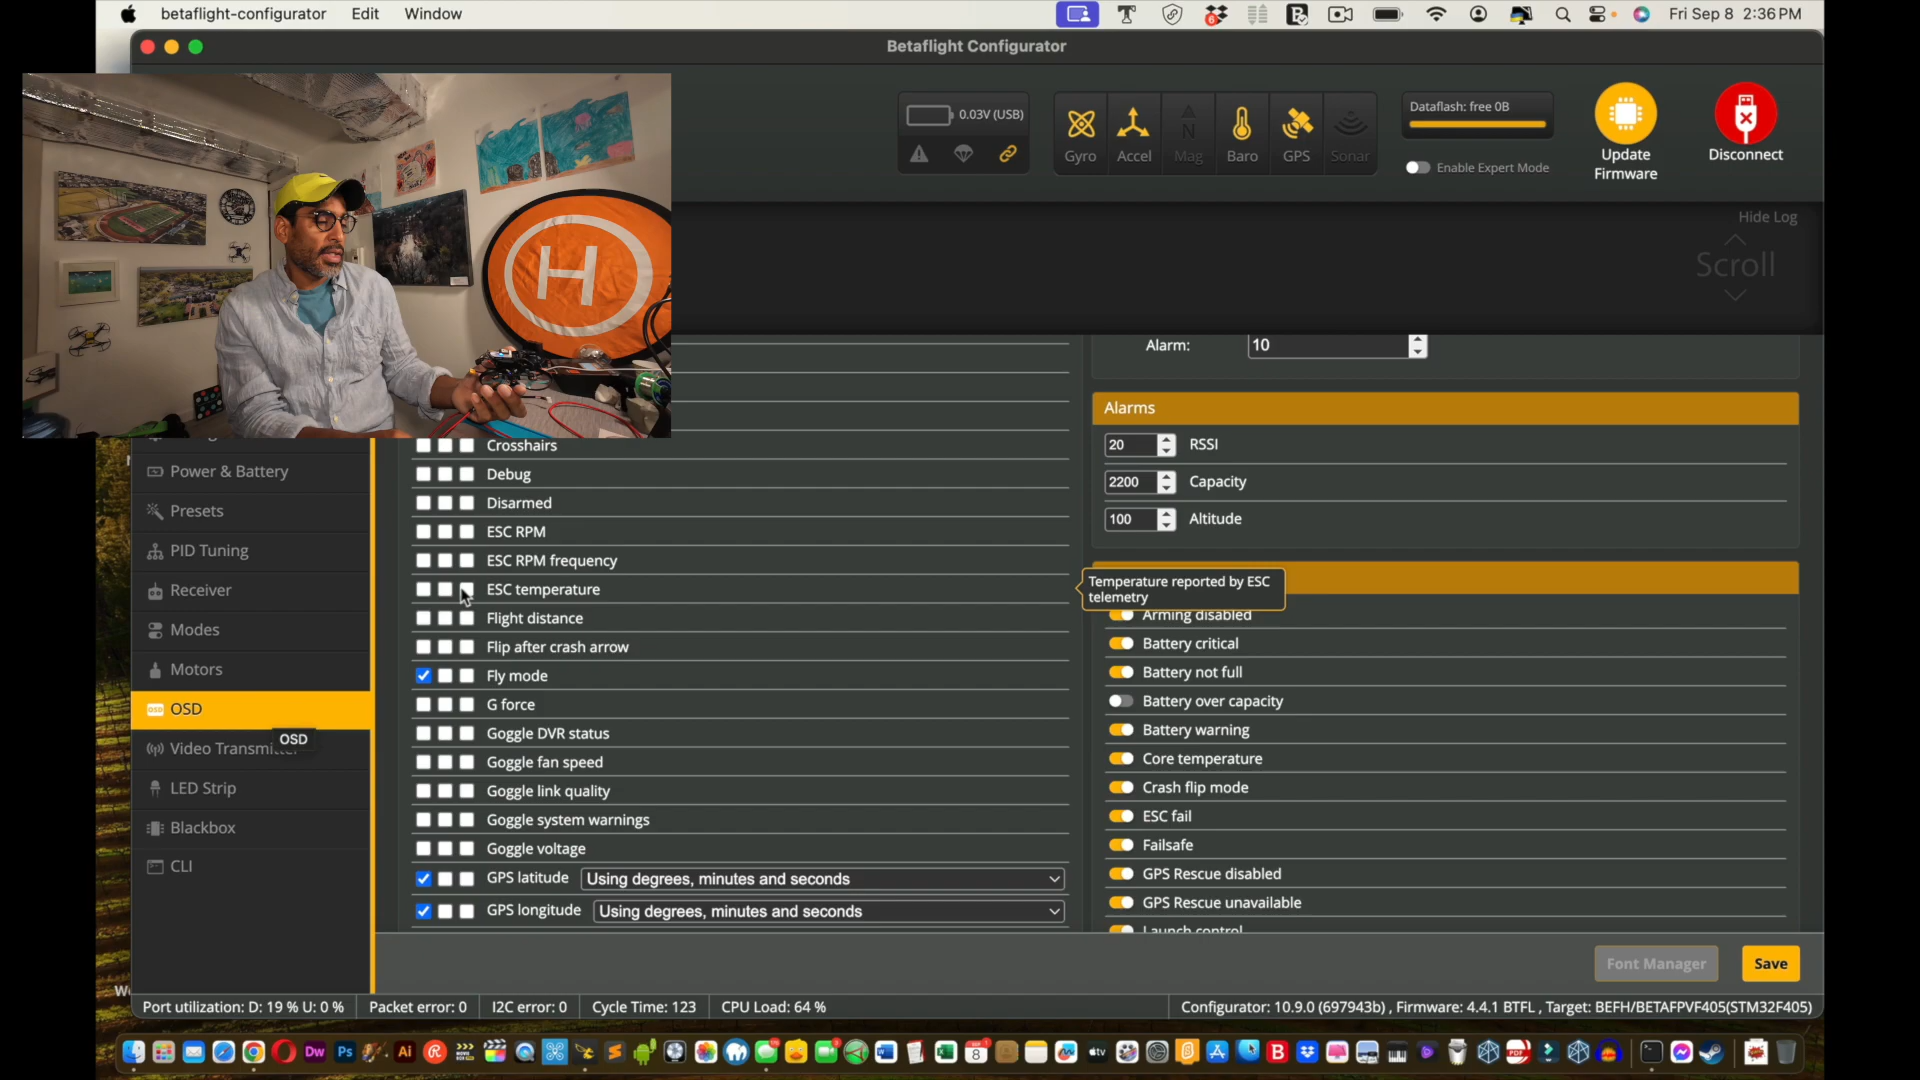 betaflight-configurator Edit Window
6
Fri Sep 8 2:36 PM
Betaflight Configurator
0.03V (USB)
Gyro Accel Mag Baro GPS Sonar
N
Dataflash: free 0B
Enable Expert Mode
Update Firmware
Disconnect
Hide Log
Scroll
H
Power & Battery
Presets
PID Tuning
Receiver
Modes
Motors
OSD
OSD
Video Transmitter
LED Strip
Blackbox
CLI
Crosshairs
Debug
Disarmed
ESC RPM
ESC RPM frequency
ESC temperature
Flight distance
Flip after crash arrow
Fly mode
G force
Goggle DVR status
Goggle fan speed
Goggle link quality
Goggle system warnings
Goggle voltage
GPS latitude Using degrees, minutes and seconds
GPS longitude Using degrees, minutes and seconds
Alarm: 10
Alarms
20 RSSI
2200 Capacity
100 Altitude
Temperature reported by ESC
telemetry
Arming disabled
Battery critical
Battery not full
Battery over capacity
Battery warning
Core temperature
Crash flip mode
ESC fail
Failsafe
GPS Rescue disabled
GPS Rescue unavailable
Launch control
Font Manager
Save
Port utilization: D: 19 % U: 0 % Packet error: 0 I2C error: 0 Cycle Time: 123 CPU Load: 64 %
Configurator: 10.9.0 (697943b) , Firmware: 4.4.1 BTFL , Target: BEFH/BETAFPVF405(STM32F405)
Dw Ps Ai